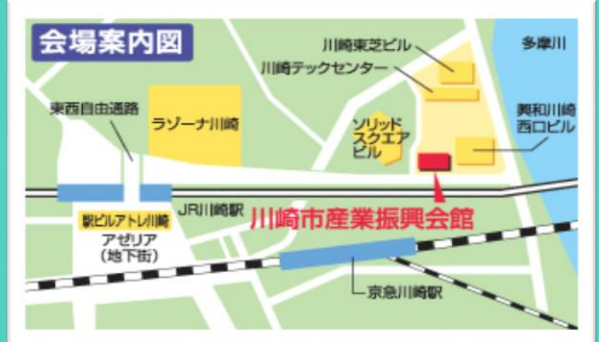 会場案内図
川崎東芝ビル
川崎テックセンター
多摩川
東西自由通路
ラゾーナ川崎
ソリッド
スクエア
ビル
興和川崎
西口ビル
JR川崎駅
川崎市産業振興会館
駅ビルアトレ川崎
アゼリア
（地下街）
京急川崎駅